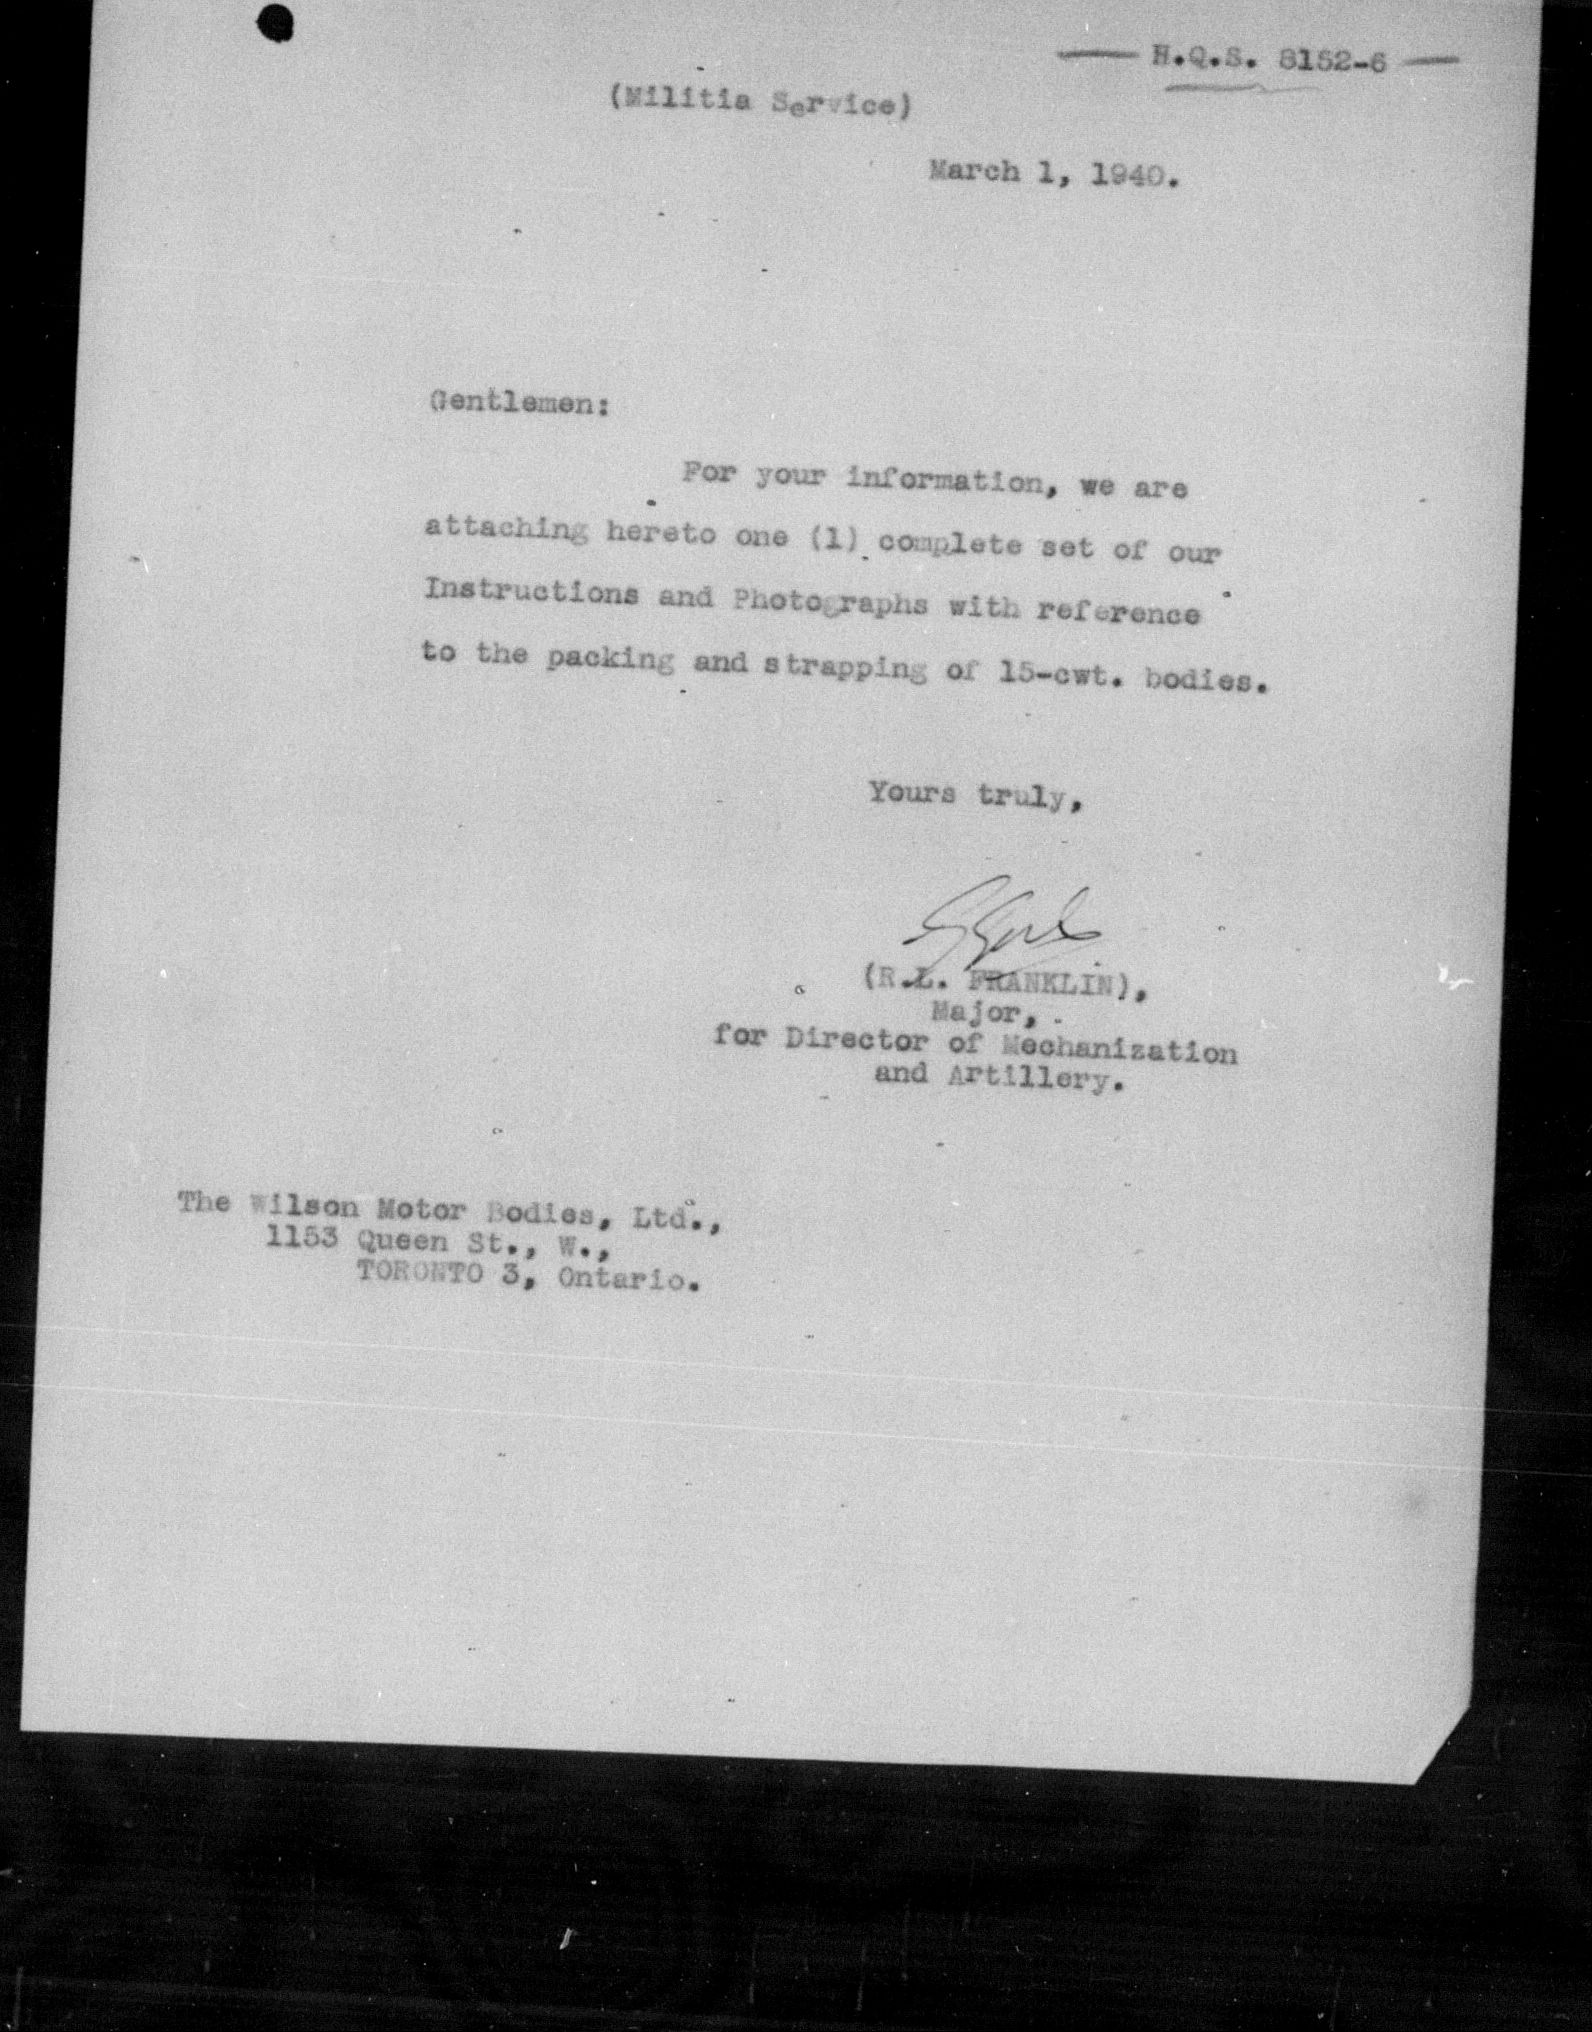 H.Q.S. 8152-6
(Militia Service)
March 1, 1940.
Gentlemen:
For your information, we are
attaching hereto one (1) complete set of our
Instructions and Photographs with reference
to the packing and strapping of 15-cwt. bodies.
Yours truly,
(R.L. FRANKLIN),
Major,
for Director of Mechanization
and Artillery.
The Wilson Motor Bodies, Ltd.,
1153 Queen St., W.,
TORONTO 3, Ontario.